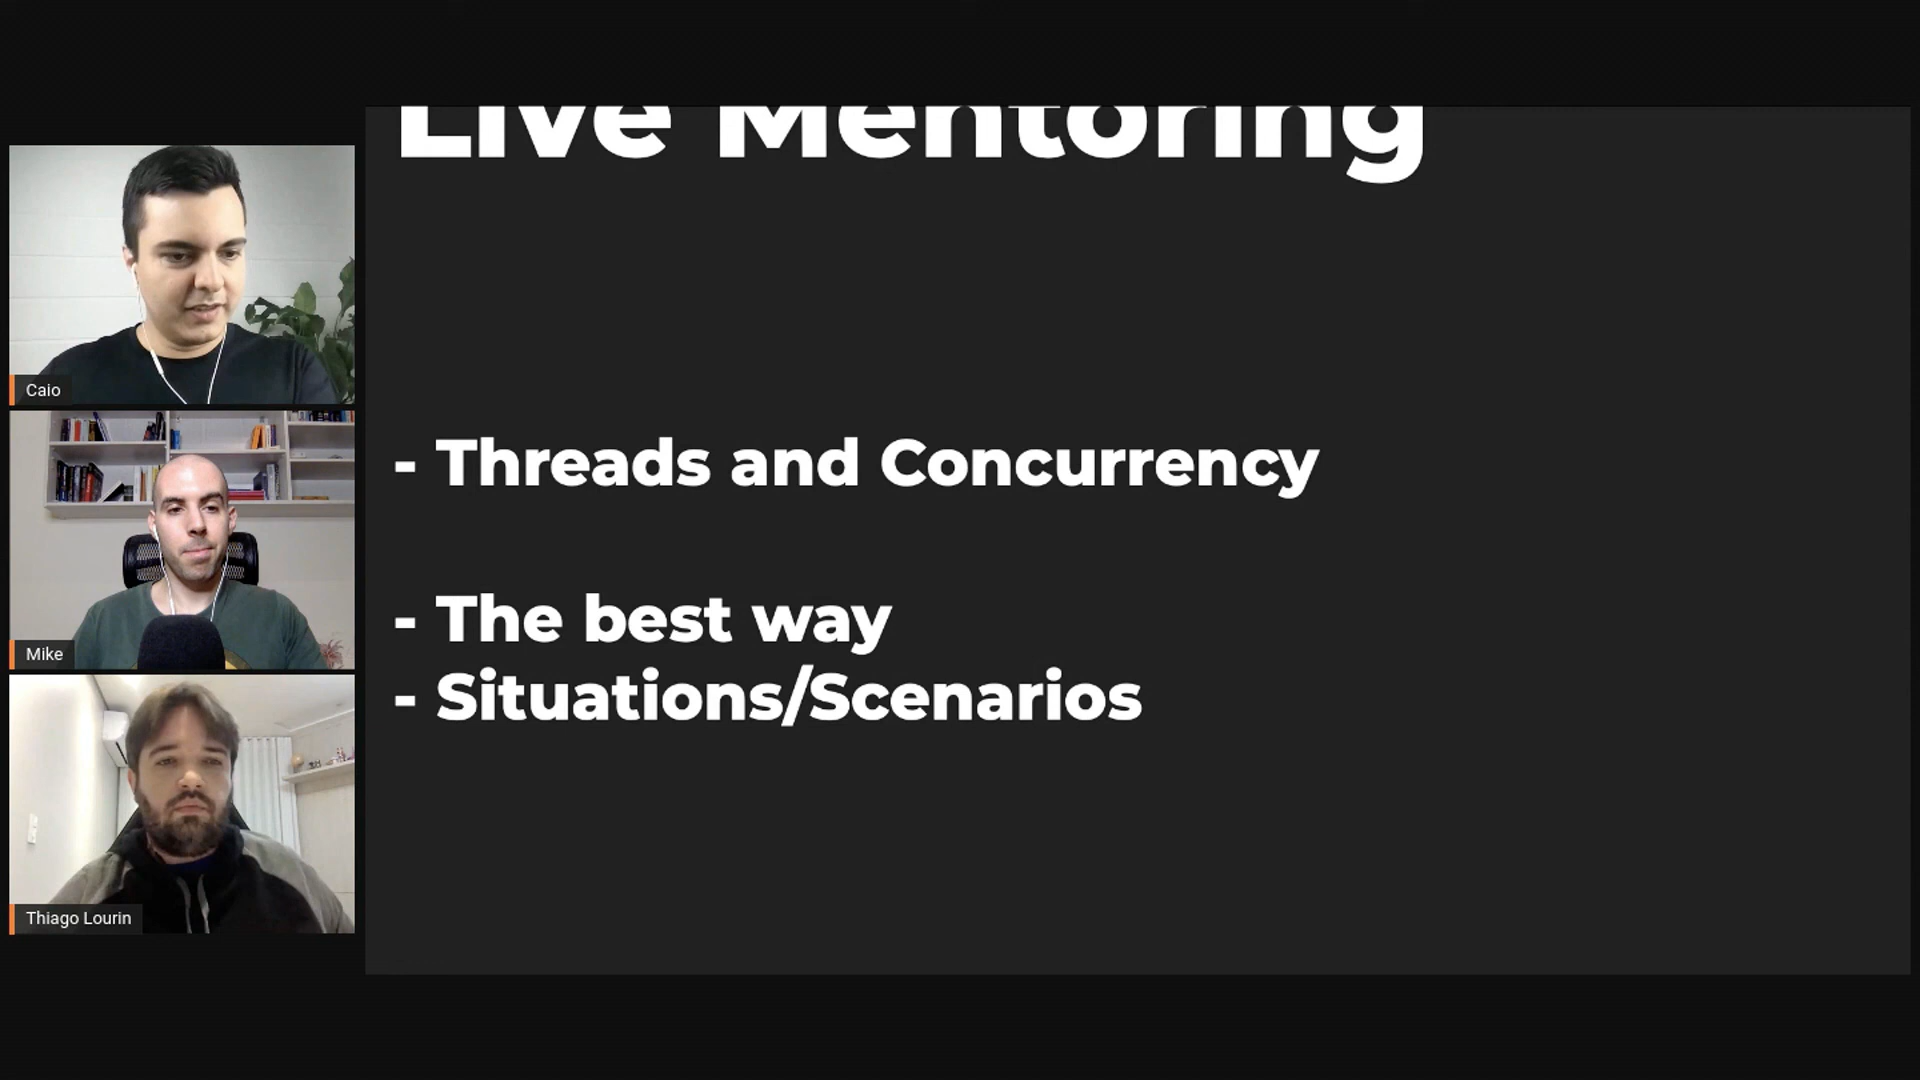 Live Mentoring
- Threads and Concurrency
- The best way
- Situations/Scenarios
Caio
Mike
Thiago Lourin